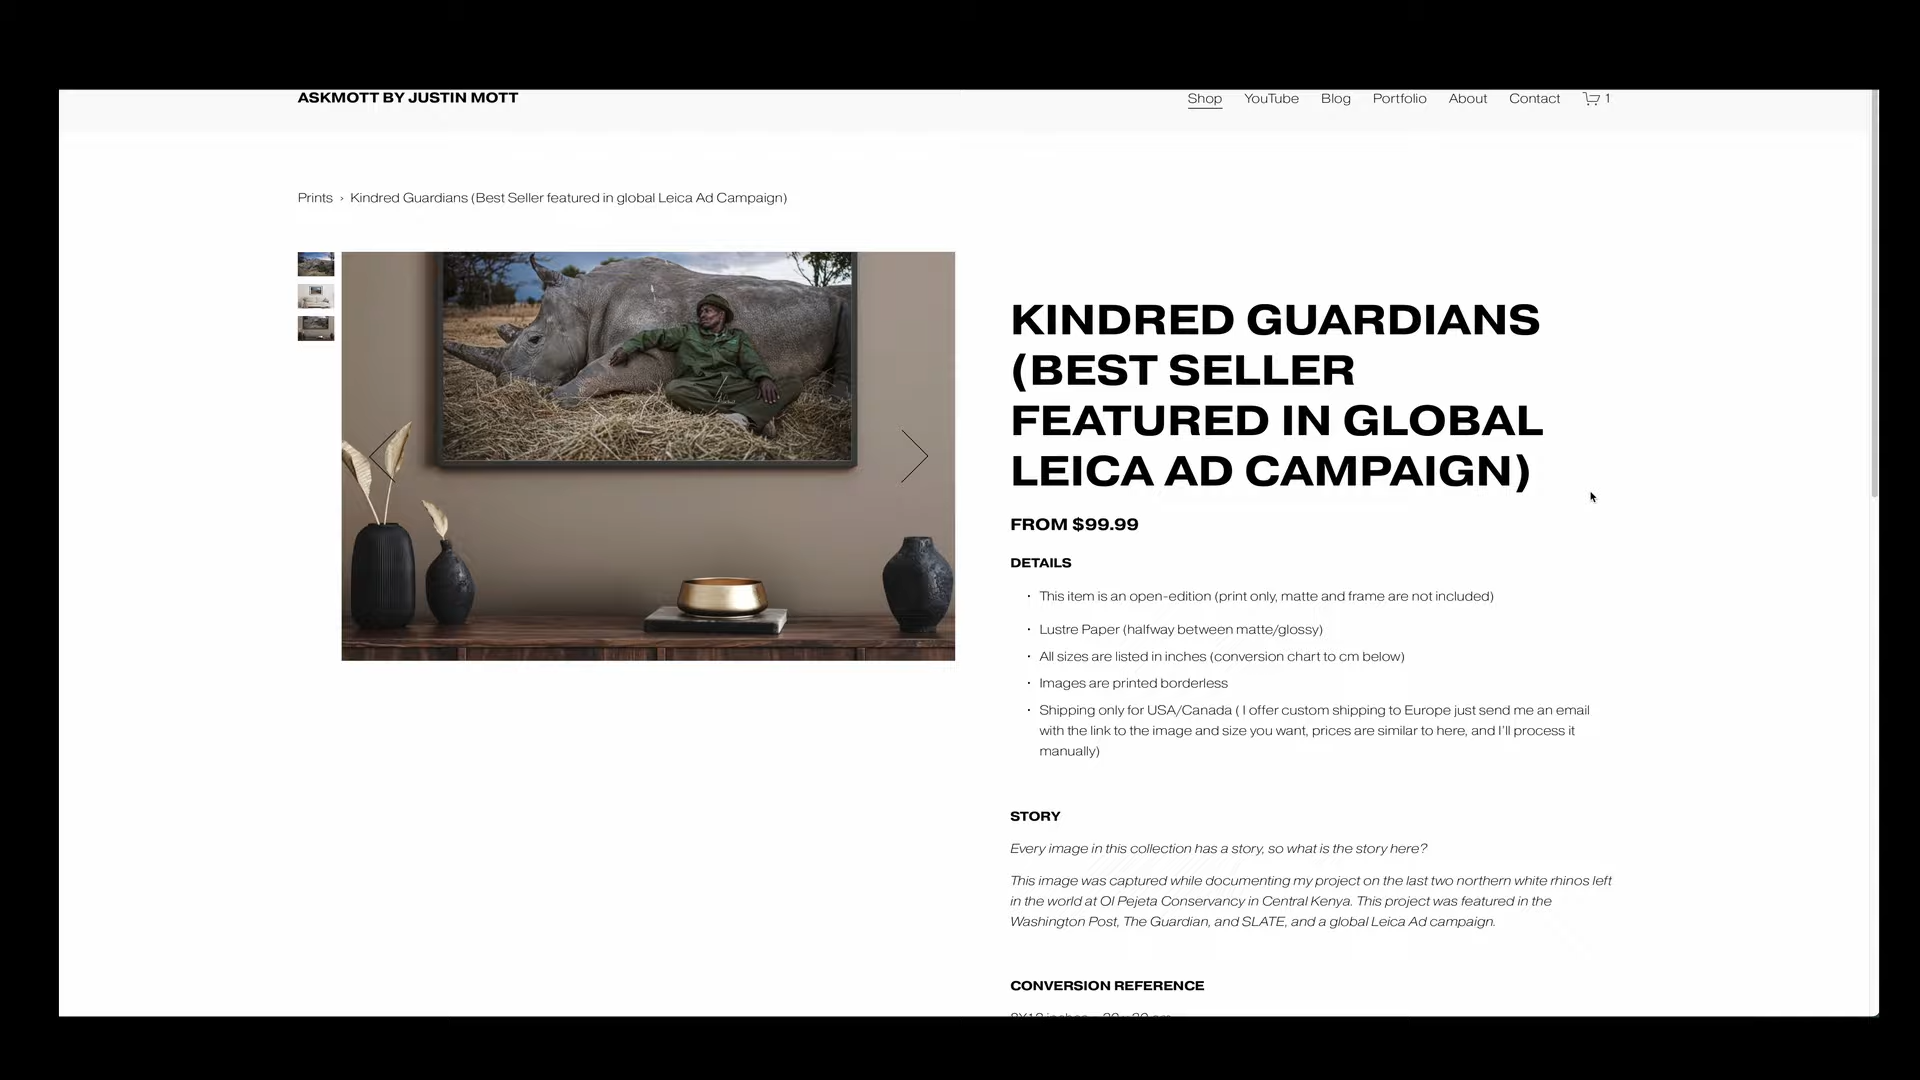 ASKMOTT BY JUSTIN MOTT
Shop YouTube Blog Portfolio About Contact 1
Prints › Kindred Guardians (Best Seller featured in global Leica Ad Campaign)
KINDRED GUARDIANS
(BEST SELLER
FEATURED IN GLOBAL
LEICA AD CAMPAIGN)
FROM $99.99
DETAILS
• This item is an open-edition (print only, matte and frame are not included)
• Lustre Paper (halfway between matte/glossy)
• All sizes are listed in inches (conversion chart to cm below)
• Images are printed borderless
• Shipping only for USA/Canada ( I offer custom shipping to Europe just send me an email
with the link to the image and size you want, prices are similar to here, and I'll process it
manually)
STORY
Every image in this collection has a story, so what is the story here?
This image was captured while documenting my project on the last two northern white rhinos left
in the world at Ol Pejeta Conservancy in Central Kenya. This project was featured in the
Washington Post, The Guardian, and SLATE, and a global Leica Ad campaign.
CONVERSION REFERENCE